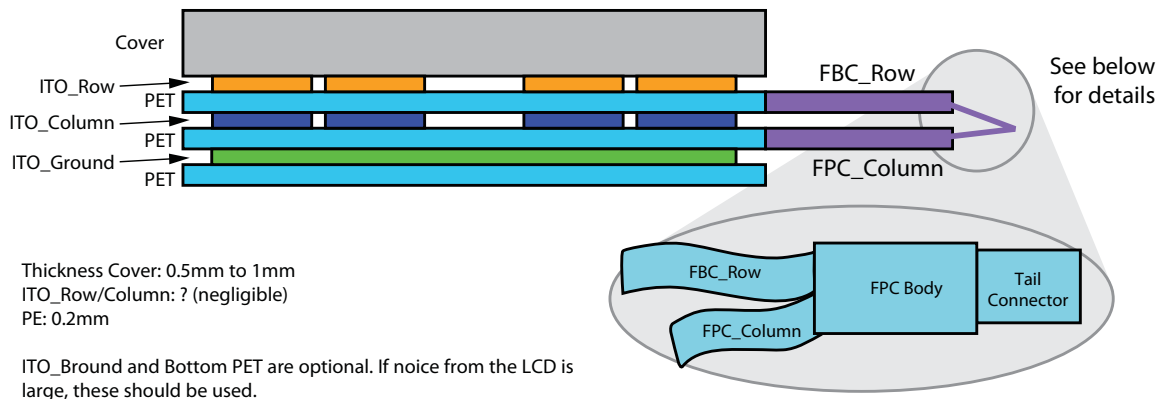 Cover
ITO_Row
PET
ITO_Column
PET
ITO_Ground
PET
FBC_Row
FPC_Column
See below
for details
Thickness Cover: 0.5mm to 1mm
ITO_Row/Column: ? (negligible)
PE: 0.2mm
ITO_Bround and Bottom PET are optional. If noice from the LCD is
large, these should be used.
FBC_Row
FPC_Column
FPC Body
Tail
Connector